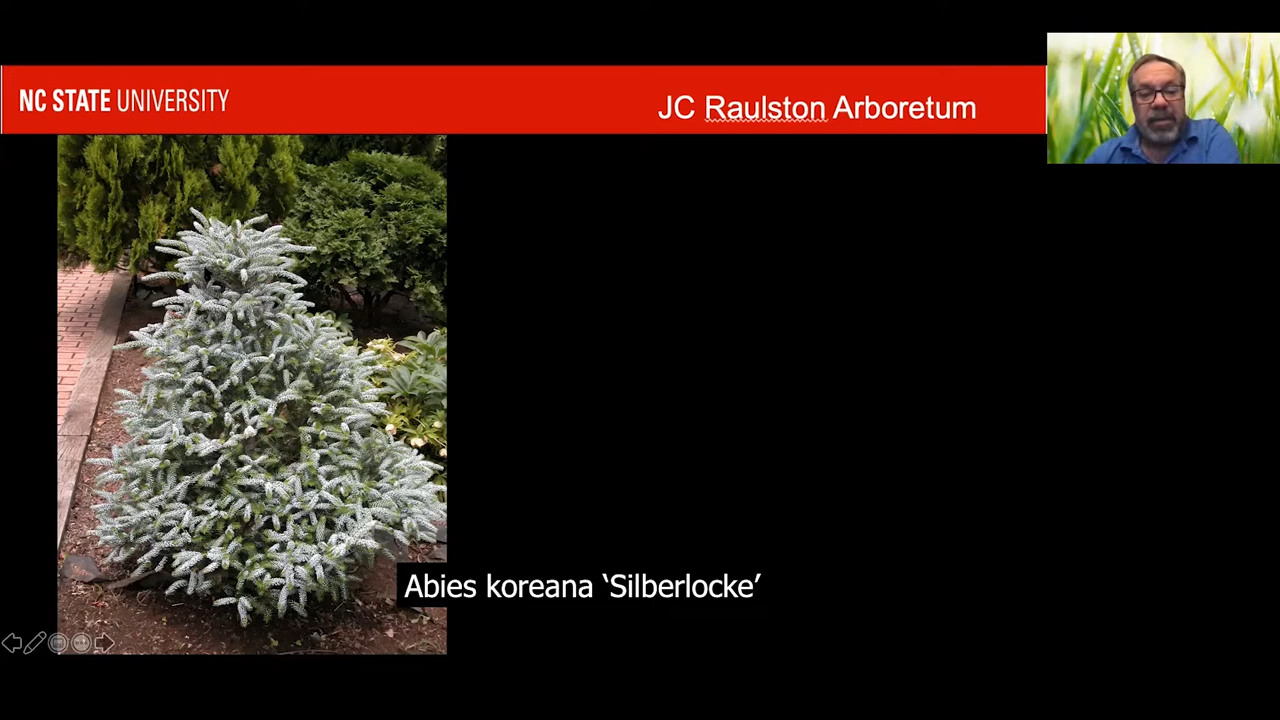 NC STATE UNIVERSITY
JC Raulston Arboretum
Abies koreana ‘Silberlocke’